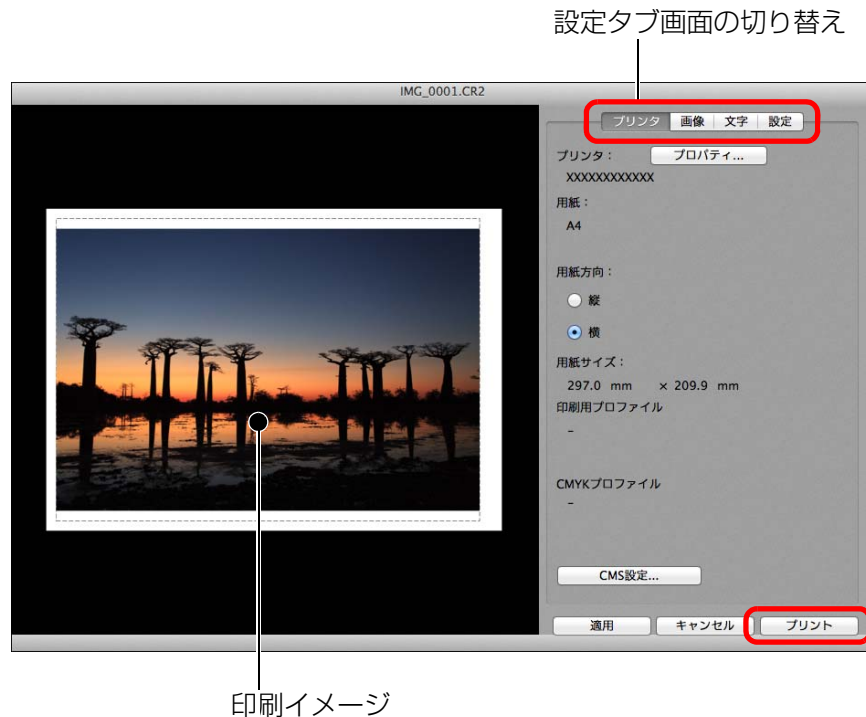 設定タブ画面の切り替え
IMG_0001.CR2
プリンタ 画像 文字 設定
プリンタ： プロパティ...
XXXXXXXXXXXX
用紙：
A4
用紙方向：
縦
横
用紙サイズ：
297.0 mm × 209.9 mm
印刷用プロファイル
–
CMYKプロファイル
–
CMS設定...
適用 キャンセル プリント
印刷イメージ